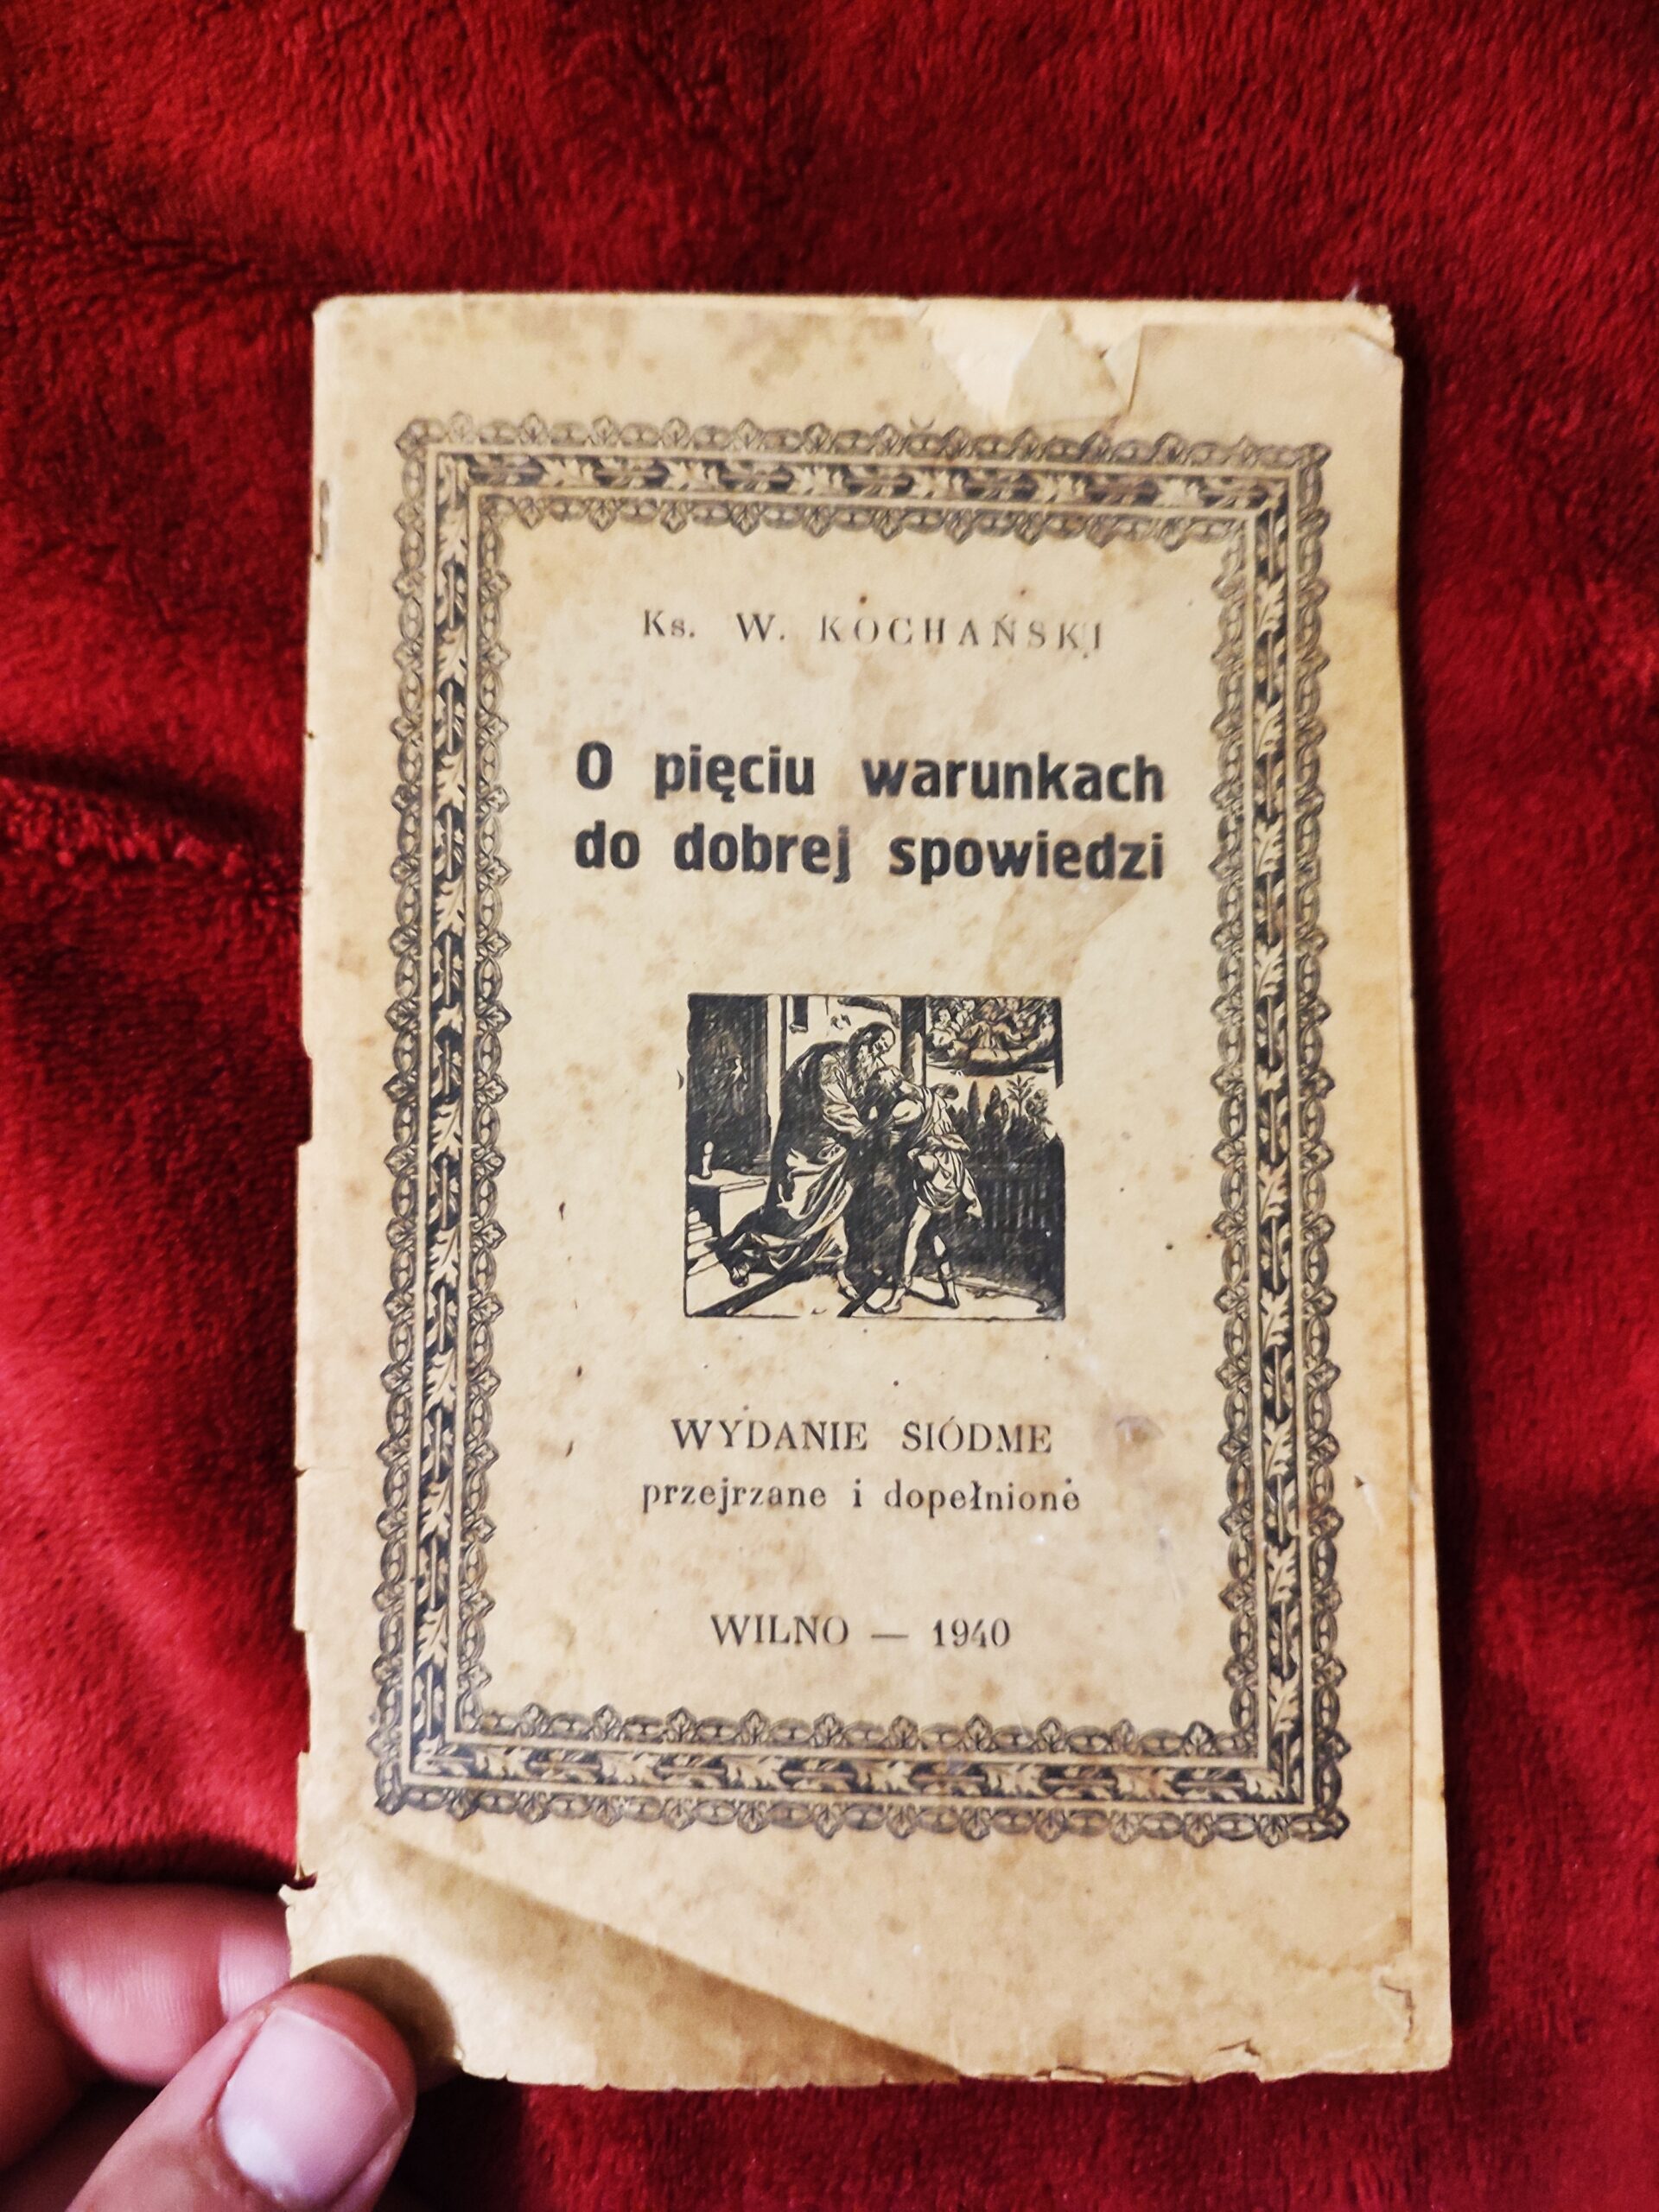 Ks. W. KOCHAŃSKI
O pięciu warunkach
do dobrej spowiedzi
WYDANIE SIÓDME
przejrzane i dopełnione
WILNO — 1940